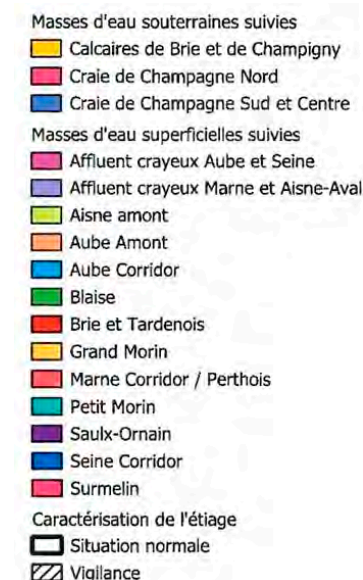 Masses d'eau souterraines suivies
Calcaires de Brie et de Champigny
Craie de Champagne Nord
Craie de Champagne Sud et Centre
Masses d'eau superficielles suivies
Affluent crayeux Aube et Seine
Affluent crayeux Marne et Aisne-Aval
Aisne amont
Aube Amont
Aube Corridor
Blaise
Brie et Tardenois
Grand Morin
Marne Corridor / Perthois
Petit Morin
Saulx-Ornain
Seine Corridor
Surmelin
Caractérisation de l'étiage
Situation normale
Vigilance